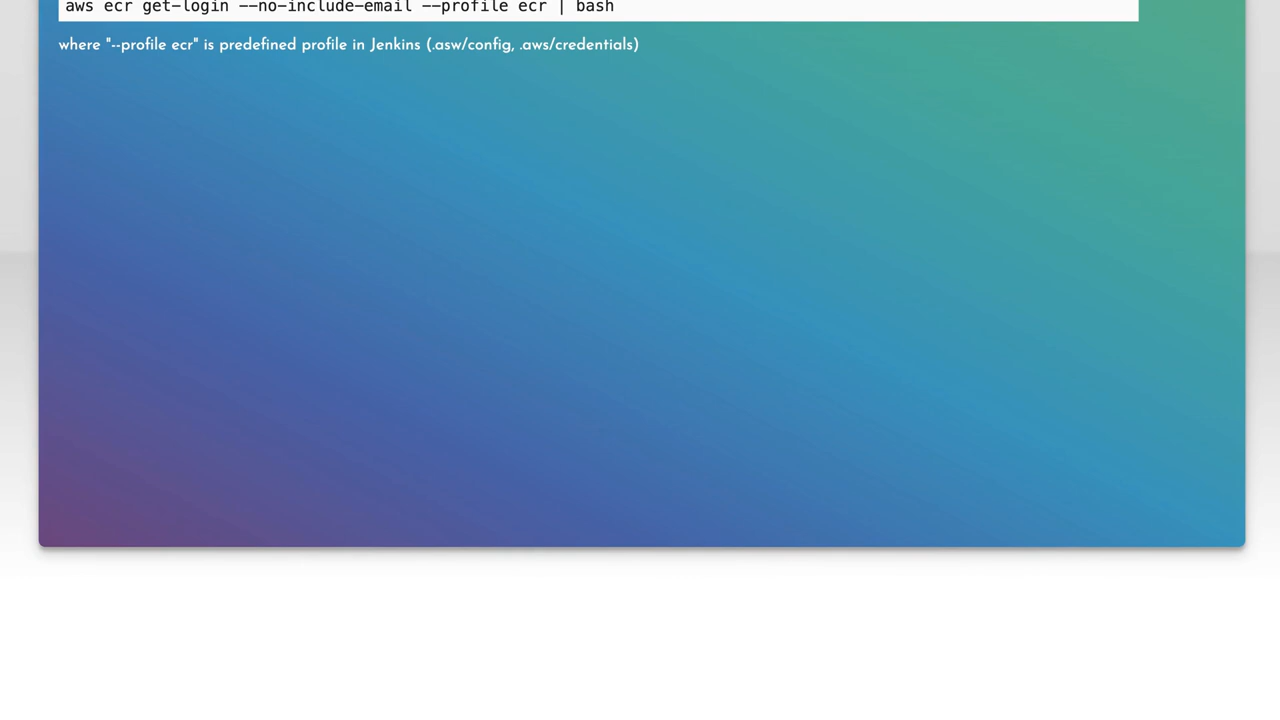 aws ecr get-login --no-include-email --profile ecr | bash
where "--profile ecr" is predefined profile in Jenkins (.asw/config, .aws/credentials)